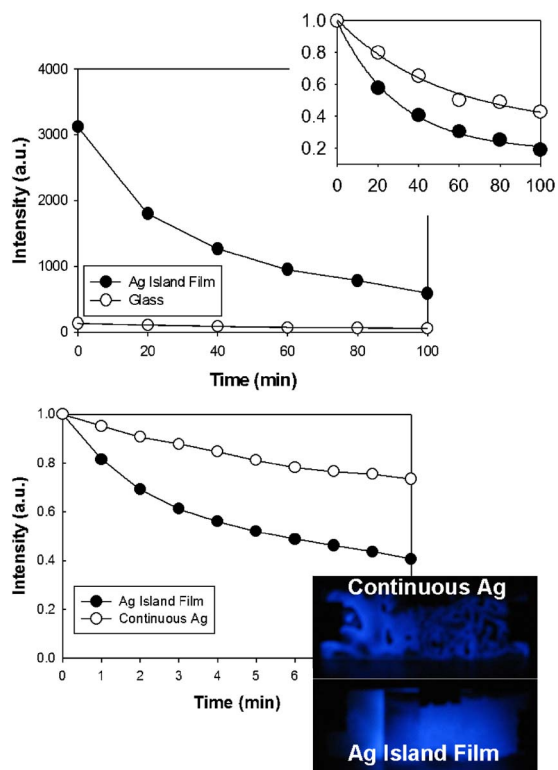 4000
3000
2000
1000
0
Intensity (a.u.)
Ag Island Film
Glass
0 20 40 60 80 100
Time (min)
1.0
0.8
0.6
0.4
0.2
0 20 40 60 80 100
1.0
0.8
0.6
0.4
0.2
0.0
Intensity (a.u.)
Ag Island Film
Continuous Ag
0 1 2 3 4 5 6
Time (min)
Continuous Ag
Ag Island Film